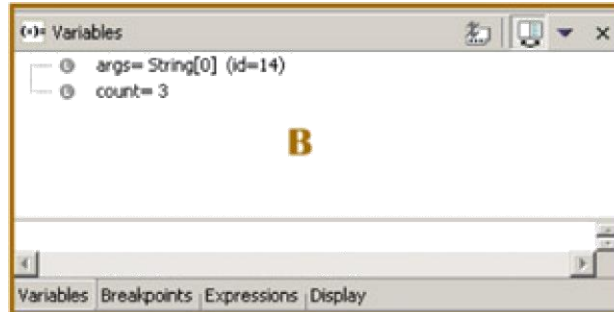 (x)= Variables
args= String[0] (id=14)
count= 3
B
Variables Breakpoints Expressions Display